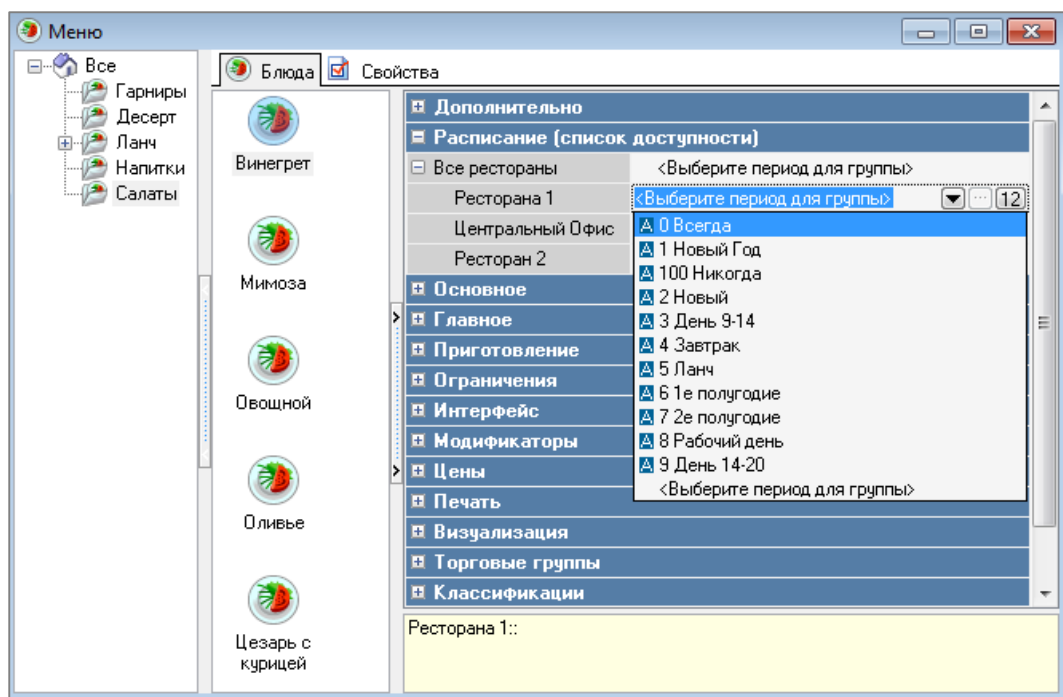 Меню
Все
Гарниры
Десерт
Ланч
Напитки
Салаты
Блюда
Свойства
Винегрет
Мимоза
Овощной
Оливье
Цезарь с
курицей
Дополнительно
Расписание (список доступности)
Все рестораны <Выберите период для группы>
Ресторана 1 <Выберите период для группы> ... 12
Центральный Офис
Ресторан 2
0 Всегда
1 Новый Год
100 Никогда
2 Новый
3 День 9-14
4 Завтрак
5 Ланч
6 1е полугодие
7 2е полугодие
8 Рабочий день
9 День 14-20
<Выберите период для группы>
Основное
Главное
Приготовление
Ограничения
Интерфейс
Модификаторы
Цены
Печать
Визуализация
Торговые группы
Классификации
Ресторана 1::